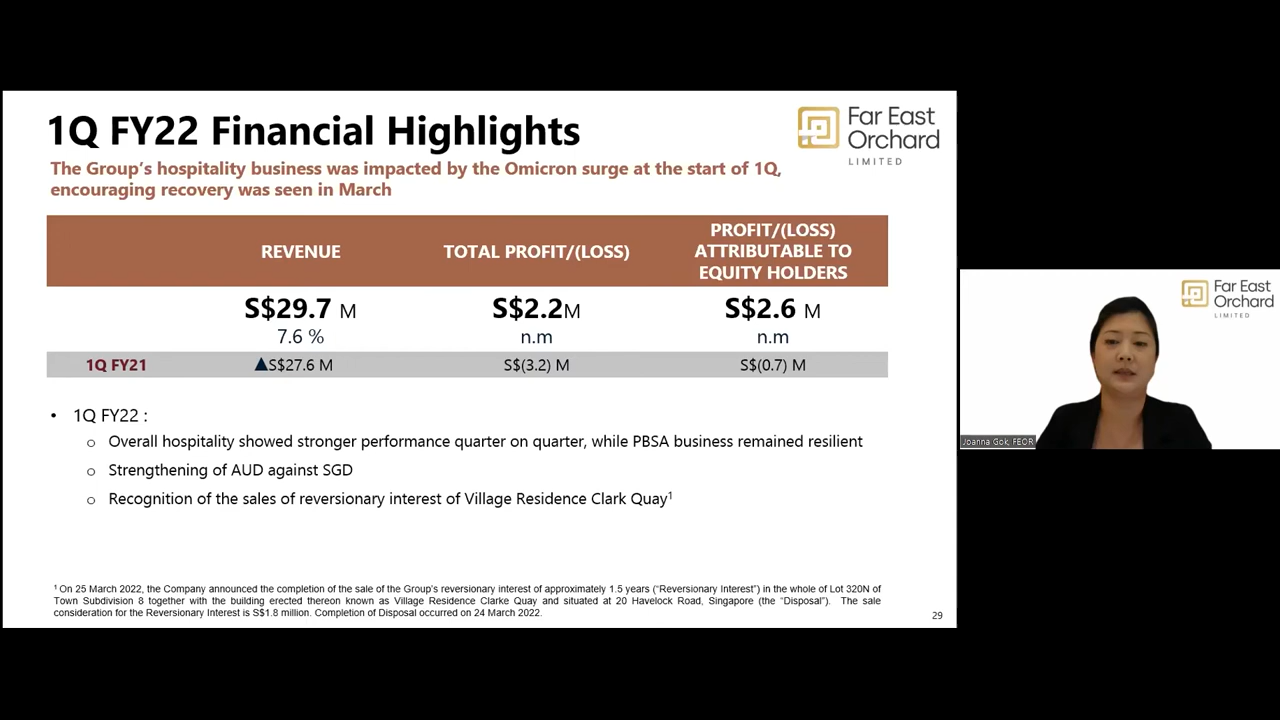 1Q FY22 Financial Highlights
Far East
Orchard
LIMITED
The Group's hospitality business was impacted by the Omicron surge at the start of 1Q,
encouraging recovery was seen in March
REVENUE
TOTAL PROFIT/(LOSS)
PROFIT/(LOSS)
ATTRIBUTABLE TO
EQUITY HOLDERS
S$29.7 M
S$2.2M
S$2.6 M
7.6 %
n.m
n.m
1Q FY21
▲S$27.6 M
S$(3.2) M
S$(0.7) M
• 1Q FY22 :
o Overall hospitality showed stronger performance quarter on quarter, while PBSA business remained resilient
o Strengthening of AUD against SGD
o Recognition of the sales of reversionary interest of Village Residence Clark Quay¹
¹ On 25 March 2022, the Company announced the completion of the sale of the Group's reversionary interest of approximately 1.5 years ("Reversionary Interest") in the whole of Lot 320N of
Town Subdivision 8 together with the building erected thereon known as Village Residence Clarke Quay and situated at 20 Havelock Road, Singapore (the "Disposal"). The sale
consideration for the Reversionary Interest is S$1.8 million. Completion of Disposal occurred on 24 March 2022.
29
Far East
Orchard
LIMITED
Joanna Gok, FEOR